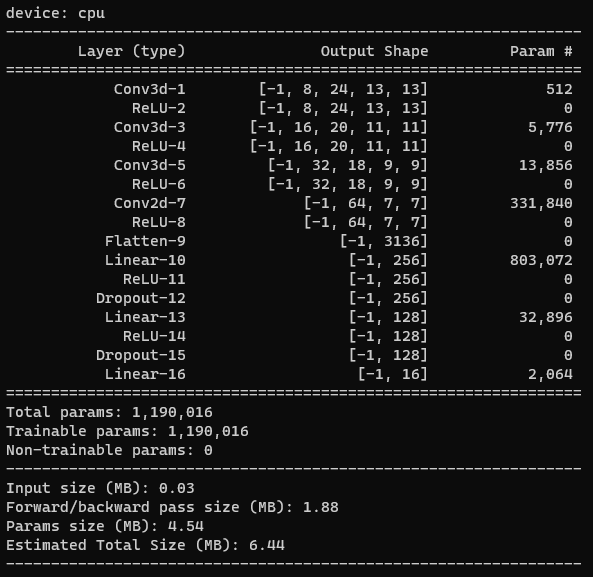 device: cpu
----------------------------------------------------------------
Layer (type) Output Shape Param #
================================================================
Conv3d-1 [-1, 8, 24, 13, 13] 512
ReLU-2 [-1, 8, 24, 13, 13] 0
Conv3d-3 [-1, 16, 20, 11, 11] 5,776
ReLU-4 [-1, 16, 20, 11, 11] 0
Conv3d-5 [-1, 32, 18, 9, 9] 13,856
ReLU-6 [-1, 32, 18, 9, 9] 0
Conv2d-7 [-1, 64, 7, 7] 331,840
ReLU-8 [-1, 64, 7, 7] 0
Flatten-9 [-1, 3136] 0
Linear-10 [-1, 256] 803,072
ReLU-11 [-1, 256] 0
Dropout-12 [-1, 256] 0
Linear-13 [-1, 128] 32,896
ReLU-14 [-1, 128] 0
Dropout-15 [-1, 128] 0
Linear-16 [-1, 16] 2,064
================================================================
Total params: 1,190,016
Trainable params: 1,190,016
Non-trainable params: 0
----------------------------------------------------------------
Input size (MB): 0.03
Forward/backward pass size (MB): 1.88
Params size (MB): 4.54
Estimated Total Size (MB): 6.44
----------------------------------------------------------------